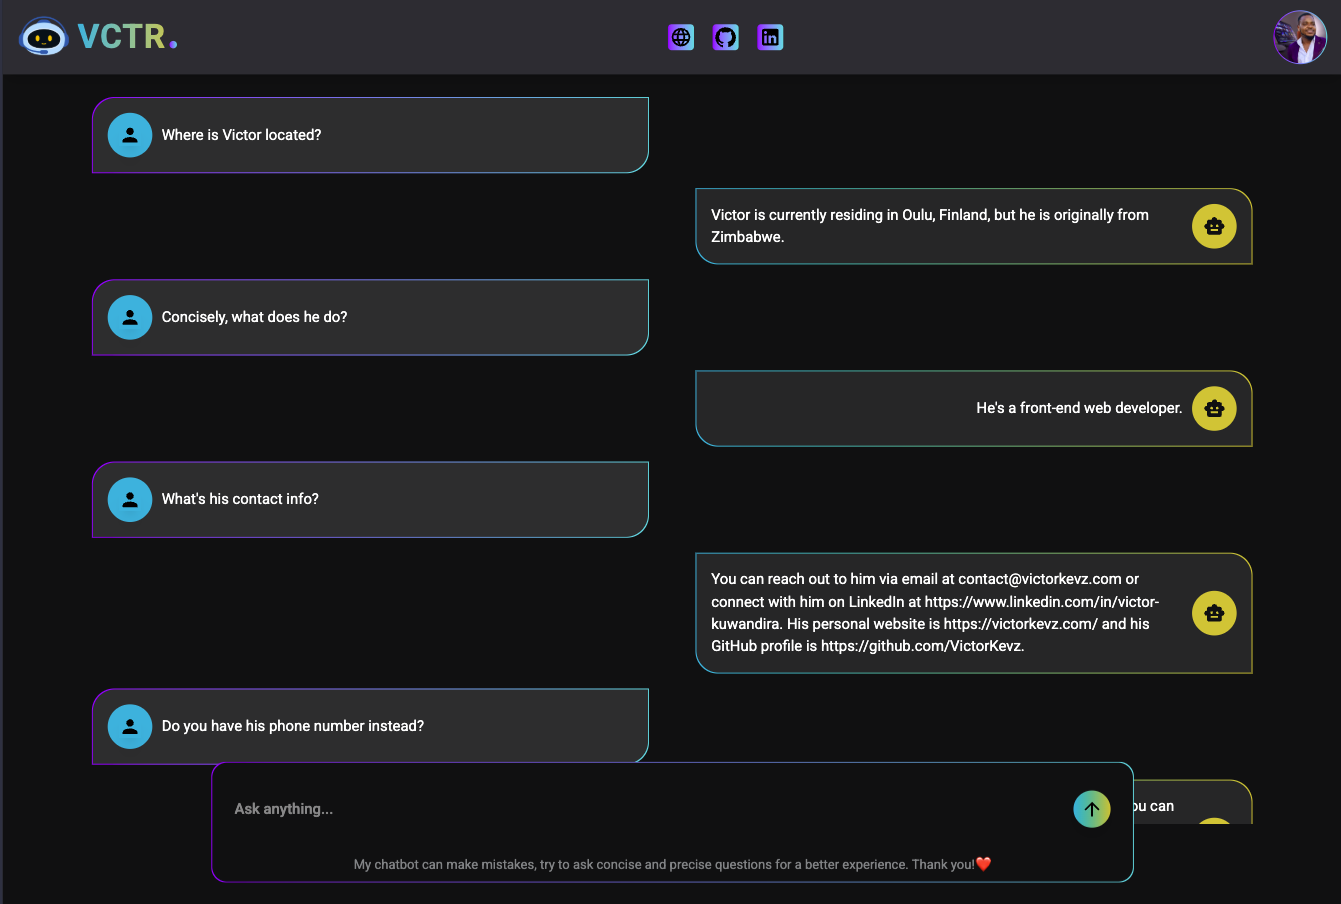 VCTR.
Where is Victor located?
Victor is currently residing in Oulu, Finland, but he is originally from
Zimbabwe.
Concisely, what does he do?
He's a front-end web developer.
What's his contact info?
You can reach out to him via email at contact@victorkevz.com or
connect with him on LinkedIn at https://www.linkedin.com/in/victor-
kuwandira. His personal website is https://victorkevz.com/ and his
GitHub profile is https://github.com/VictorKevz.
Do you have his phone number instead?
Ask anything...
can
My chatbot can make mistakes, try to ask concise and precise questions for a better experience. Thank you!❤️